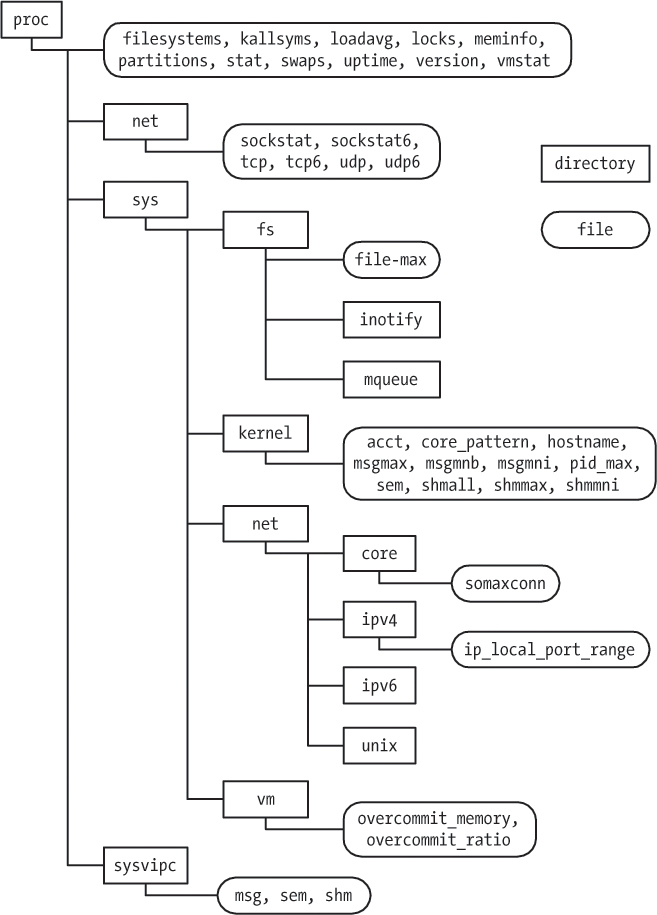 proc
filesystems, kallsyms, loadavg, locks, meminfo,
partitions, stat, swaps, uptime, version, vmstat
net
sockstat, sockstat6,
tcp, tcp6, udp, udp6
directory
sys
fs
file
file-max
inotify
mqueue
kernel
acct, core_pattern, hostname,
msgmax, msgmnb, msgmni, pid_max,
sem, shmall, shmmax, shmmni
net
core
somaxconn
ipv4
ip_local_port_range
ipv6
unix
vm
overcommit_memory,
overcommit_ratio
sysvipc
msg, sem, shm